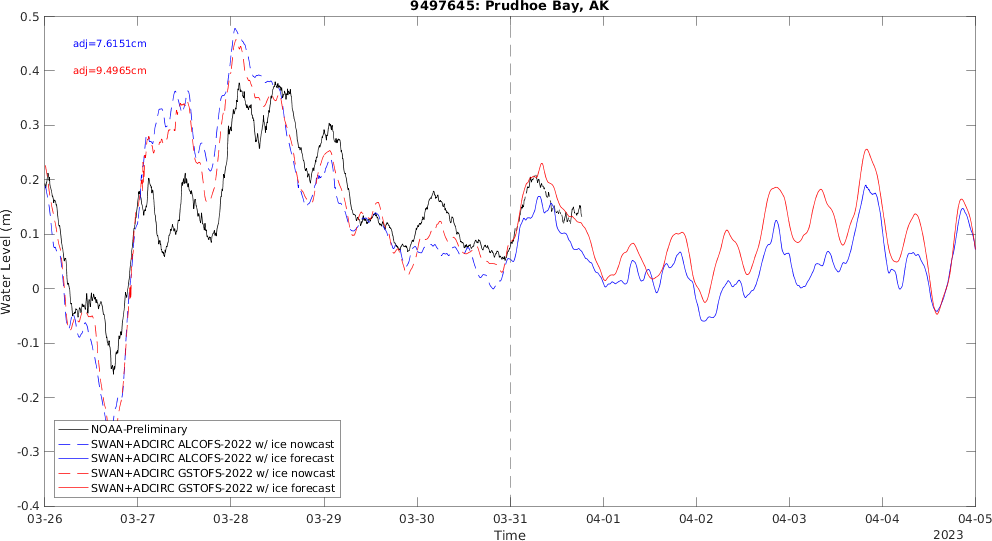 9497645: Prudhoe Bay, AK
0.5
adj=7.6151cm
0.4
adj=9.4965cm
0.3
0.2
0.1
0
-0.1
-0.2
-0.3
-0.4
Water Level (m)
NOAA-Preliminary
SWAN+ADCIRC ALCOFS-2022 w/ ice nowcast
SWAN+ADCIRC ALCOFS-2022 w/ ice forecast
SWAN+ADCIRC GSTOFS-2022 w/ ice nowcast
SWAN+ADCIRC GSTOFS-2022 w/ ice forecast
03-26 03-27 03-28 03-29 03-30 03-31 04-01 04-02 04-03 04-04 04-05
Time
2023